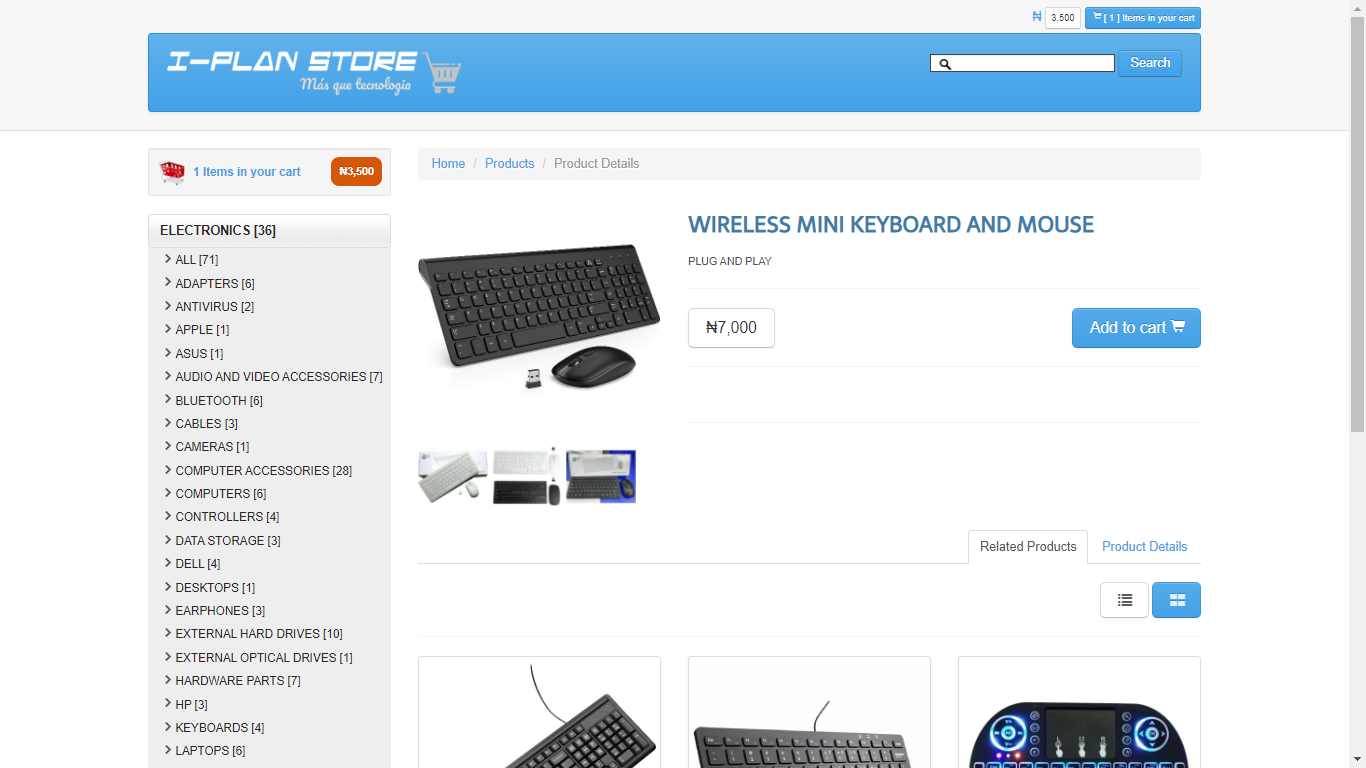 ₦ 3,500 [ 1 ] Items in your cart
I-PLAN STORE
Más que tecnología
Search
1 Items in your cart ₦3,500
Home / Products / Product Details
ELECTRONICS [36]
ALL [71]
ADAPTERS [6]
ANTIVIRUS [2]
APPLE [1]
ASUS [1]
AUDIO AND VIDEO ACCESSORIES [7]
BLUETOOTH [6]
CABLES [3]
CAMERAS [1]
COMPUTER ACCESSORIES [28]
COMPUTERS [6]
CONTROLLERS [4]
DATA STORAGE [3]
DELL [4]
DESKTOPS [1]
EARPHONES [3]
EXTERNAL HARD DRIVES [10]
EXTERNAL OPTICAL DRIVES [1]
HARDWARE PARTS [7]
HP [3]
KEYBOARDS [4]
LAPTOPS [6]
WIRELESS MINI KEYBOARD AND MOUSE
PLUG AND PLAY
₦7,000
Add to cart
Related Products
Product Details